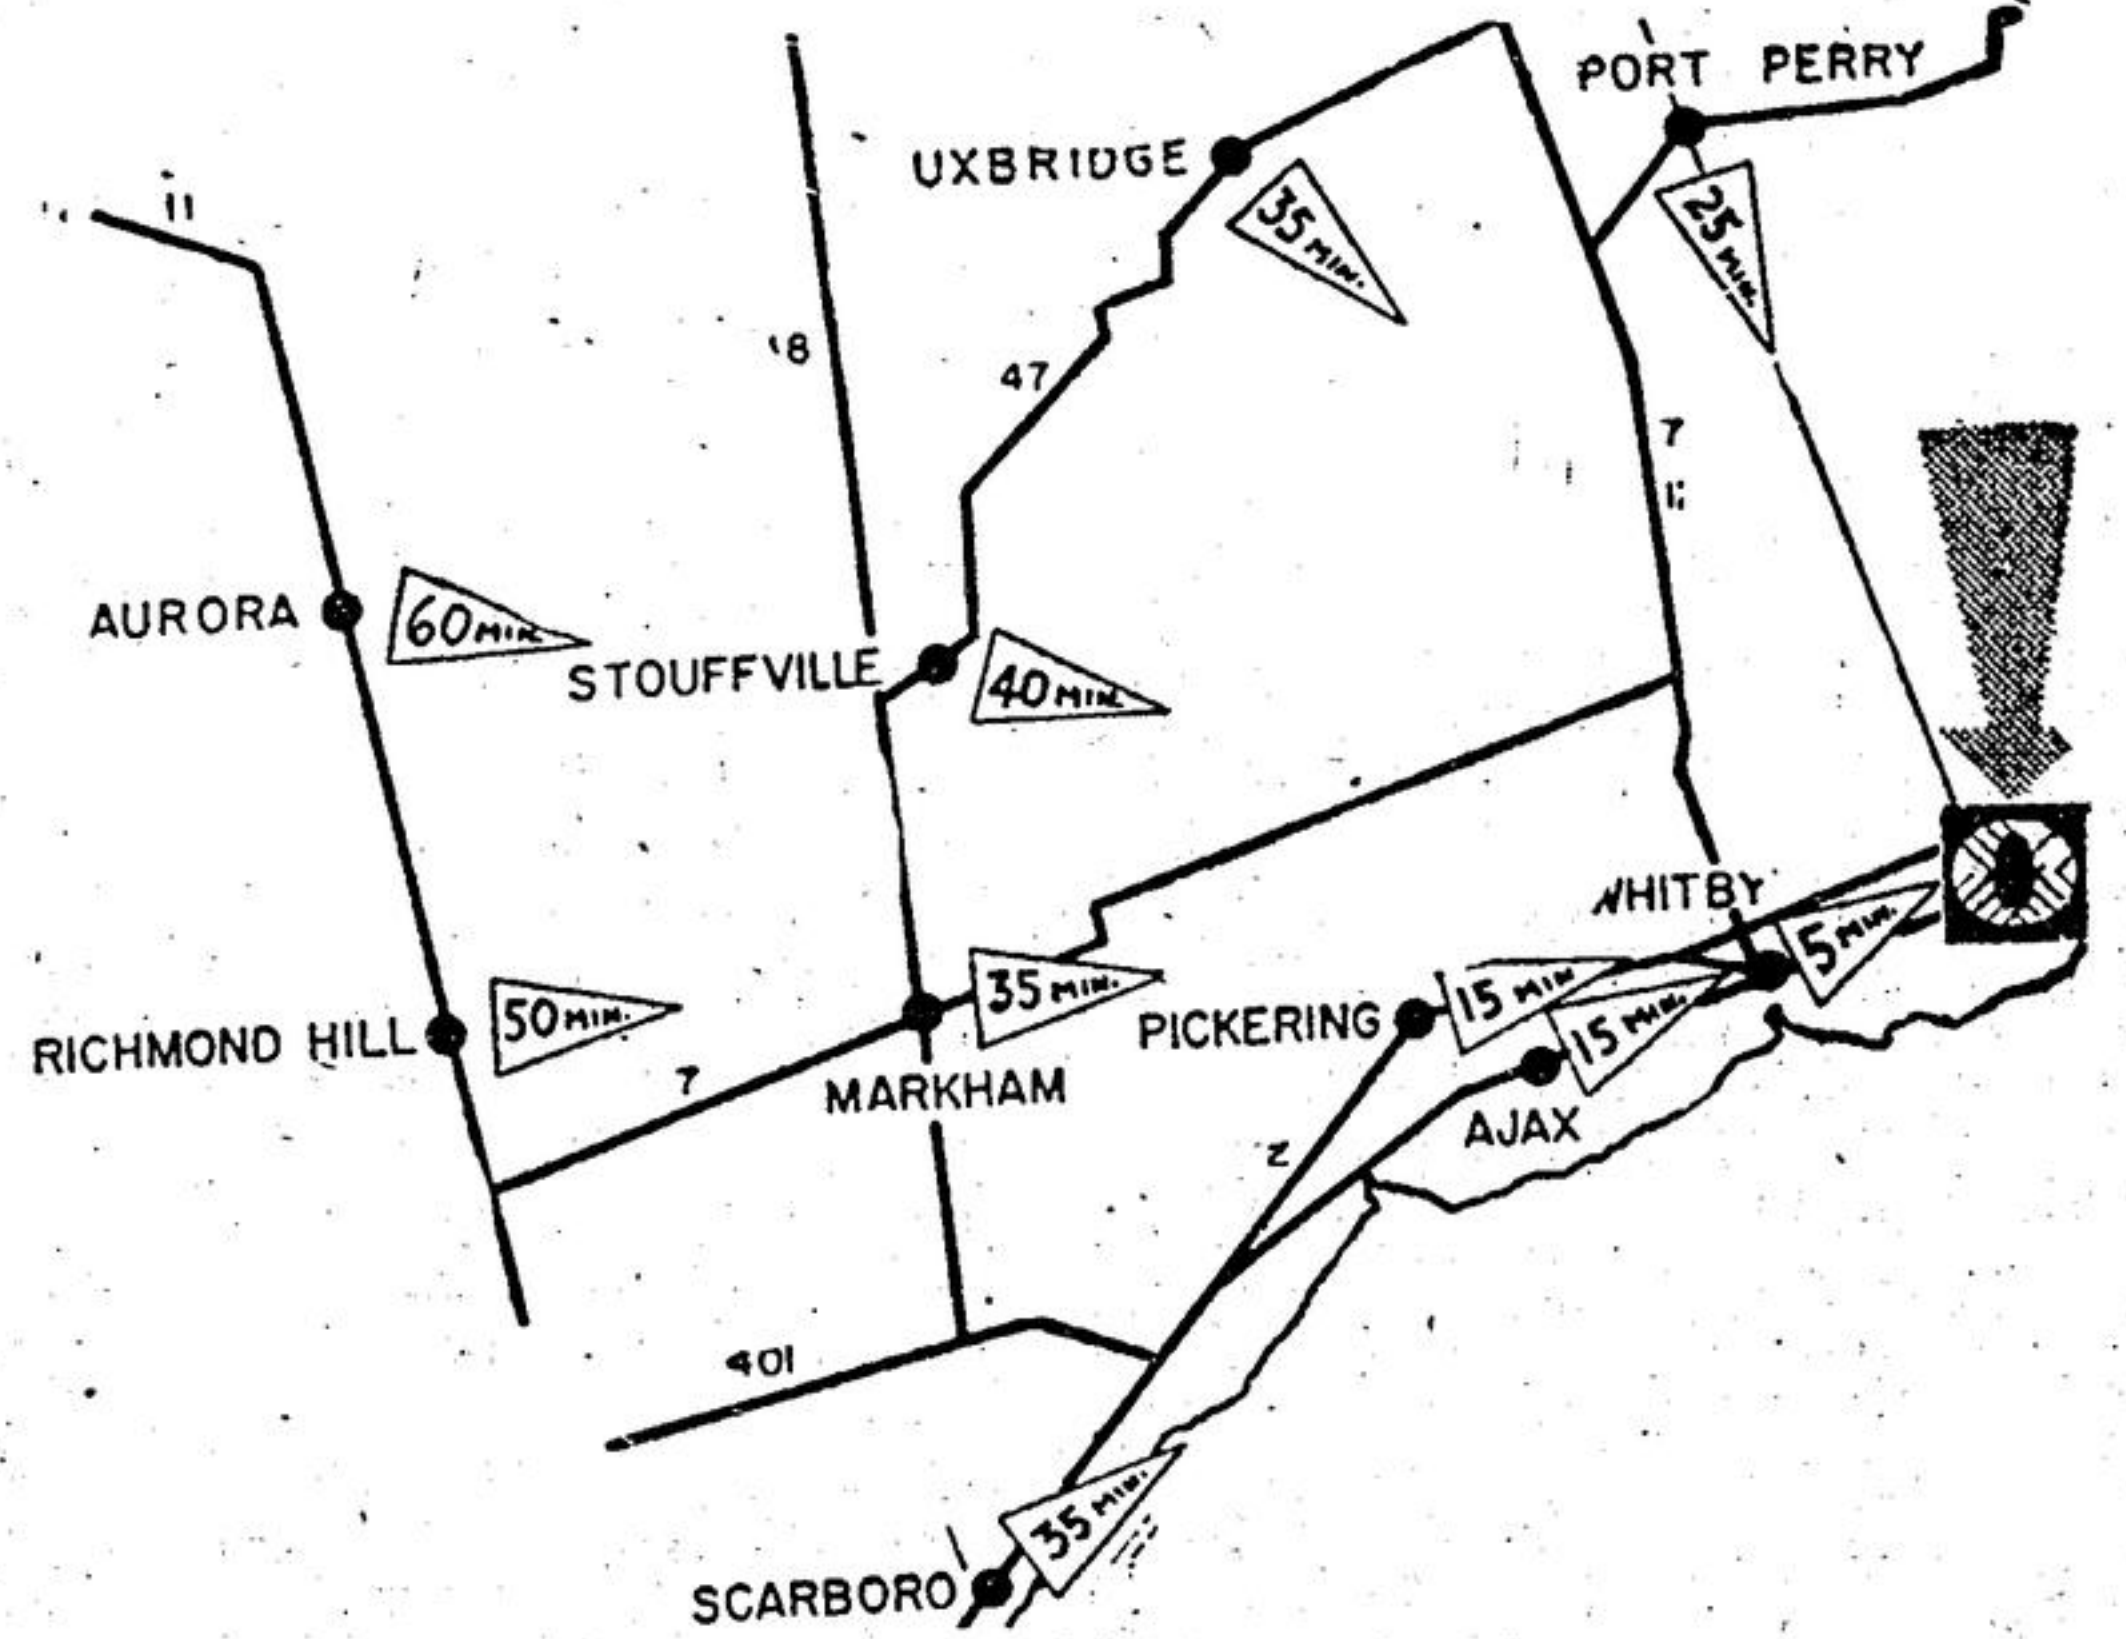 PORT PERRY
UXBRIDGE
35 MIN.
25 MIN.
11
8
47
7
AURORA
60 MIN.
STOUFFVILLE
40 MIN.
WHITBY
5 MIN.
35 MIN.
15 MIN
PICKERING
RICHMOND HILL
50 MIN.
15 MIN.
7
MARKHAM
AJAX
2
401
35 MIN.
SCARBORO